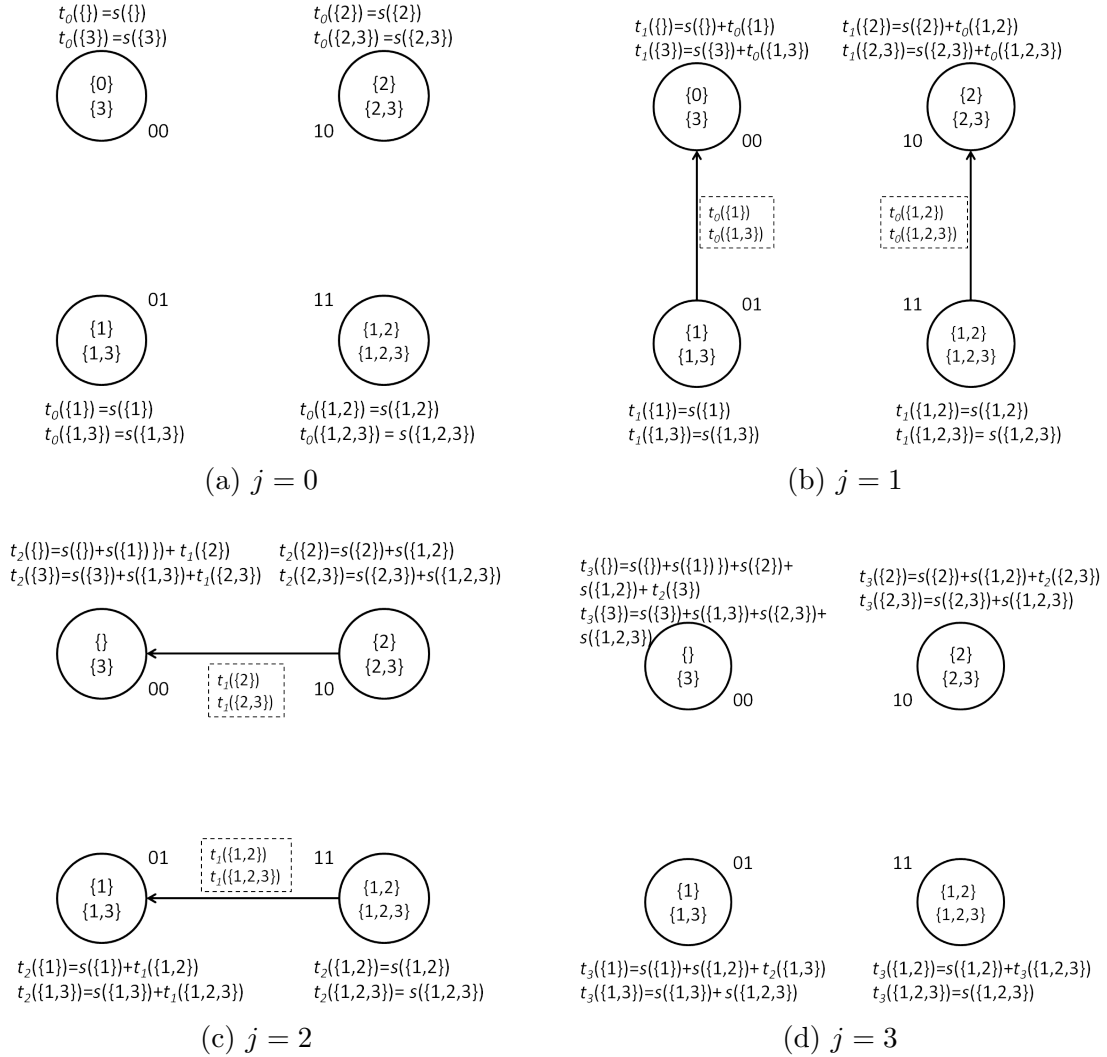 t0({}) =s({})
t0({3}) =s({3})
t0({2}) =s({2})
t0({2,3}) =s({2,3})
{0}
{3}
00
{2}
{2,3}
10
{1}
{1,3}
01
{1,2}
{1,2,3}
11
t0({1}) =s({1})
t0({1,3}) =s({1,3})
t0({1,2}) =s({1,2})
t0({1,2,3}) = s({1,2,3})
(a) j = 0
t1({})=s({})+t0({1})
t1({3})=s({3})+t0({1,3})
t1({2})=s({2})+t0({1,2})
t1({2,3})=s({2,3})+t0({1,2,3})
{0}
{3}
00
{2}
{2,3}
10
t0({1})
t0({1,3})
t0({1,2})
t0({1,2,3})
{1}
{1,3}
01
{1,2}
{1,2,3}
11
t1({1})=s({1})
t1({1,3})=s({1,3})
t1({1,2})=s({1,2})
t1({1,2,3})= s({1,2,3})
(b) j = 1
t2({})=s({})+s({1}) })+ t1({2})
t2({3})=s({3})+s({1,3})+t1({2,3})
t2({2})=s({2})+s({1,2})
t2({2,3})=s({2,3})+s({1,2,3})
{}
{3}
00
{2}
{2,3}
10
t1({2})
t1({2,3})
t1({1,2})
t1({1,2,3})
{1}
{1,3}
01
{1,2}
{1,2,3}
11
t2({1})=s({1})+t1({1,2})
t2({1,3})=s({1,3})+t1({1,2,3})
t2({1,2})=s({1,2})
t2({1,2,3})= s({1,2,3})
(c) j = 2
t3({})=s({})+s({1}) })+s({2})+
s({1,2})+ t2({3})
t3({3})=s({3})+s({1,3})+s({2,3})+
s({1,2,3})
t3({2})=s({2})+s({1,2})+t2({2,3})
t3({2,3})=s({2,3})+s({1,2,3})
{}
{3}
00
{2}
{2,3}
10
{1}
{1,3}
01
{1,2}
{1,2,3}
11
t3({1})=s({1})+s({1,2})+ t2({1,3})
t3({1,3})=s({1,3})+ s({1,2,3})
t3({1,2})=s({1,2})+t3({1,2,3})
t3({1,2,3})=s({1,2,3})
(d) j = 3